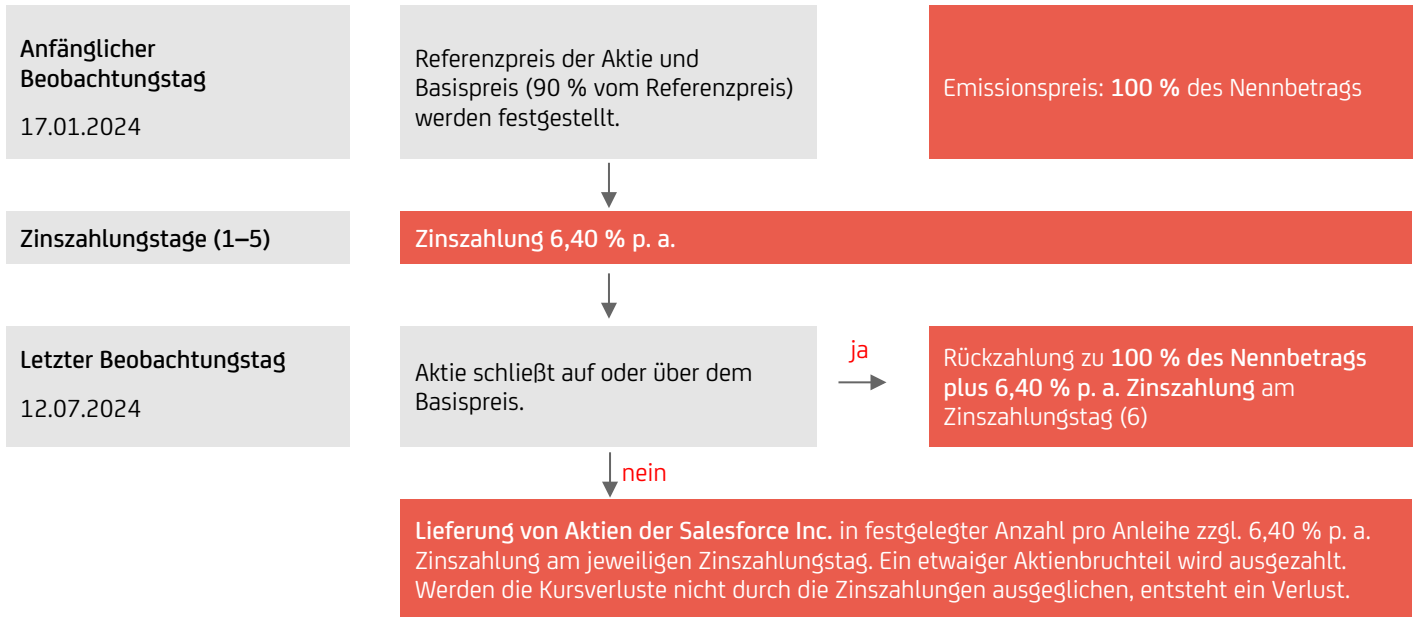 Anfänglicher
Beobachtungstag
17.01.2024
Referenzpreis der Aktie und
Basispreis (90 % vom Referenzpreis)
werden festgestellt.
Emissionspreis: 100 % des Nennbetrags
Zinszahlungstage (1–5)
Zinszahlung 6,40 % p. a.
Letzter Beobachtungstag
12.07.2024
Aktie schließt auf oder über dem
Basispreis.
ja
Rückzahlung zu 100 % des Nennbetrags
plus 6,40 % p. a. Zinszahlung am
Zinszahlungstag (6)
nein
Lieferung von Aktien der Salesforce Inc. in festgelegter Anzahl pro Anleihe zzgl. 6,40 % p. a.
Zinszahlung am jeweiligen Zinszahlungstag. Ein etwaiger Aktienbruchteil wird ausgezahlt.
Werden die Kursverluste nicht durch die Zinszahlungen ausgeglichen, entsteht ein Verlust.